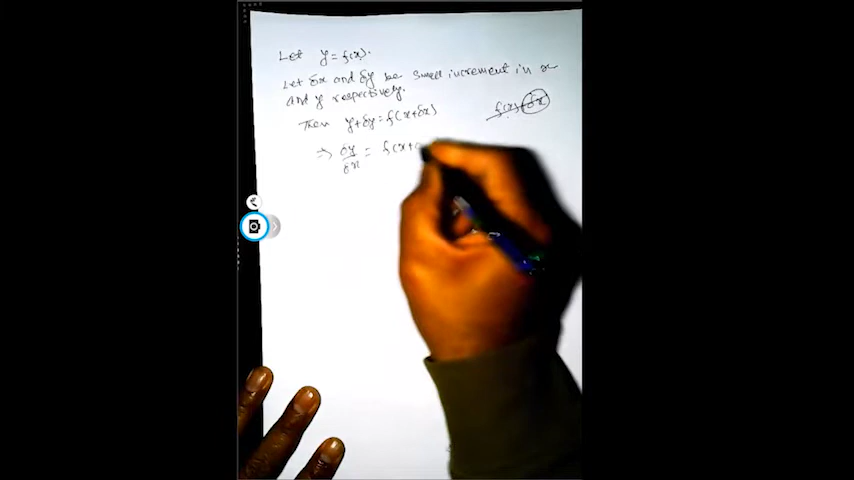 Let y = f(x).
Let δx and δy be small increment in x
and y respectively.
f(x)+δx
Then y+δy = f(x+δx)
⇒ δy/δx = f(x+